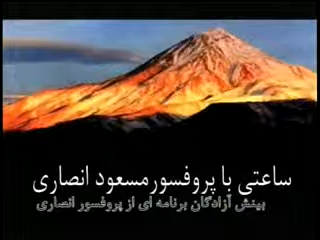 ساعتی با پروفسور مسعود انصاری
بینش آزادگان برنامه ای از پروفسور انصاری